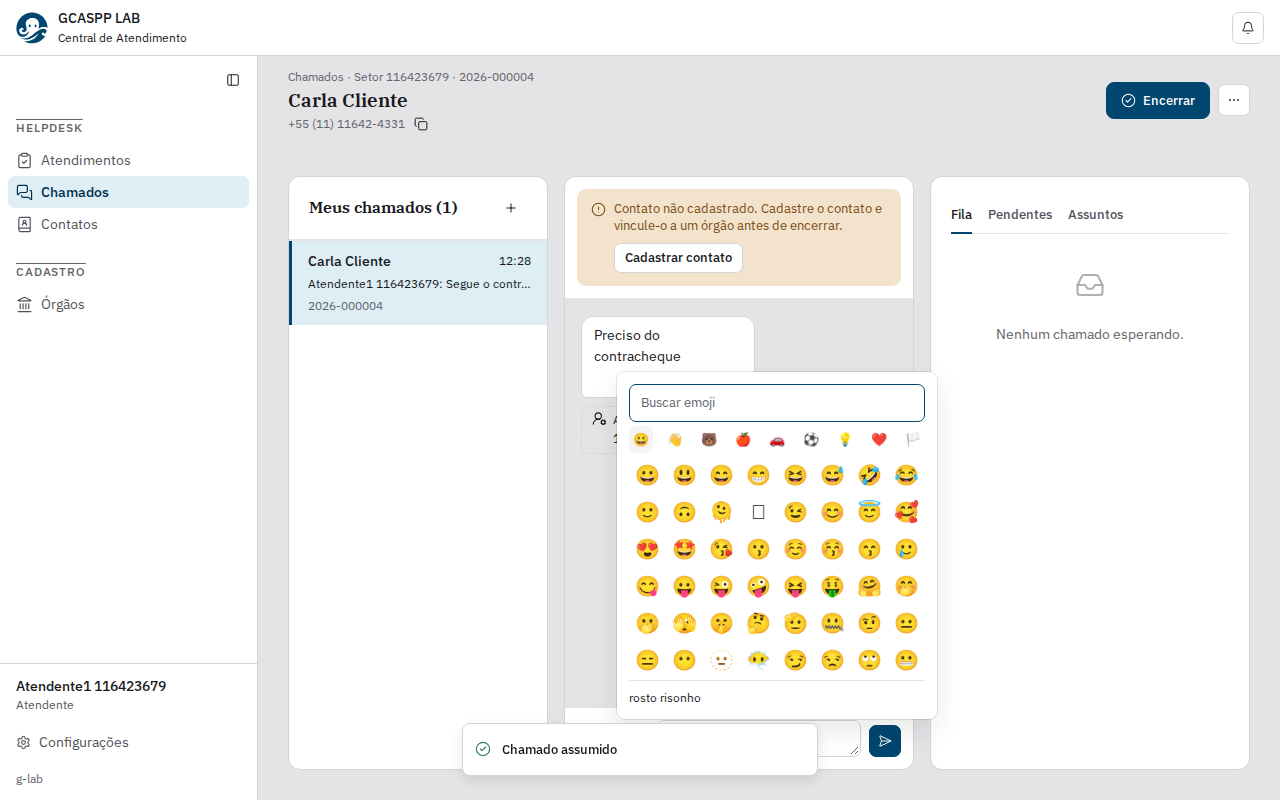 GCASPP LAB
Central de Atendimento
HELPDESK
Atendimentos
Chamados
Contatos
CADASTRO
Órgãos
Atendente1 116423679
Atendente
Configurações
g-lab
Chamados · Setor 116423679 · 2026-000004
Carla Cliente
+55 (11) 11642-4331
Encerrar
Meus chamados (1)
Carla Cliente
12:28
Atendente1 116423679: Segue o contr...
2026-000004
Contato não cadastrado. Cadastre o contato e
vincule-o a um órgão antes de encerrar.
Cadastrar contato
Preciso do
contracheque
Buscar emoji
rosto risonho
Chamado assumido
Fila
Pendentes
Assuntos
Nenhum chamado esperando.